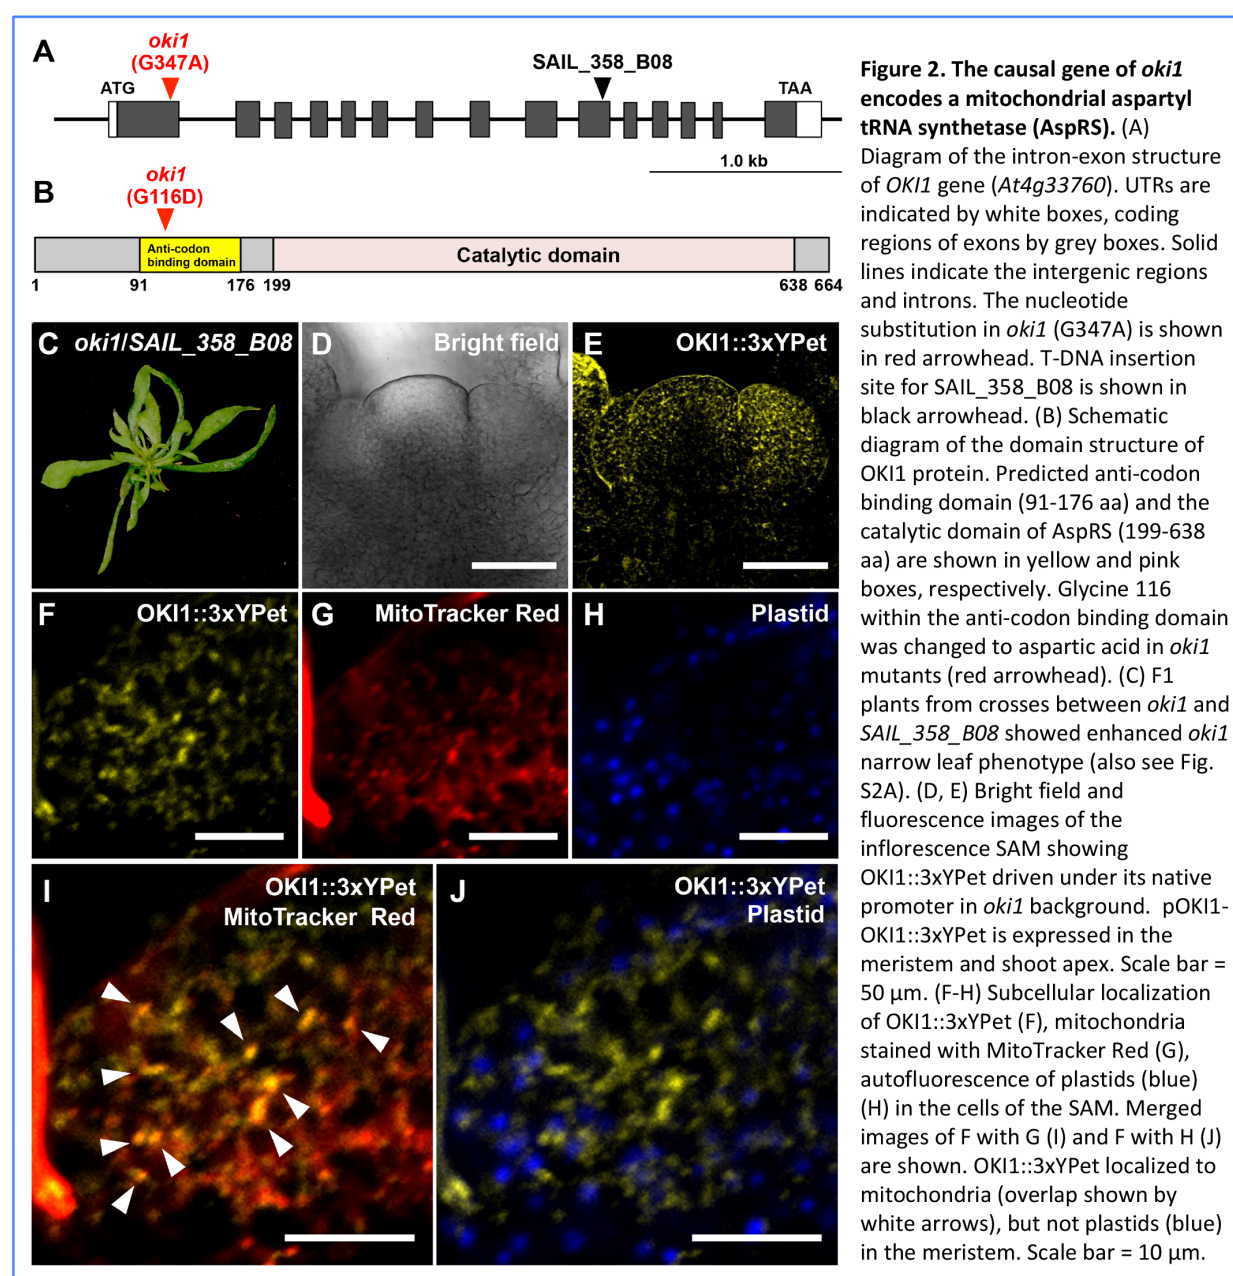 A
oki1
(G347A)
SAIL_358_B08
ATG
TAA
1.0 kb
B
oki1
(G116D)
Anti-codon
binding domain
Catalytic domain
1
91
176
199
638
664
C
oki1/SAIL_358_B08
D
Bright field
E
OKI1::3xYPet
F
OKI1::3xYPet
G
MitoTracker Red
H
Plastid
I
OKI1::3xYPet
MitoTracker Red
J
OKI1::3xYPet
Plastid
Figure 2. The causal gene of oki1
encodes a mitochondrial aspartyl
tRNA synthetase (AspRS). (A)
Diagram of the intron-exon structure
of OKI1 gene (At4g33760). UTRs are
indicated by white boxes, coding
regions of exons by grey boxes. Solid
lines indicate the intergenic regions
and introns. The nucleotide
substitution in oki1 (G347A) is shown
in red arrowhead. T-DNA insertion
site for SAIL_358_B08 is shown in
black arrowhead. (B) Schematic
diagram of the domain structure of
OKI1 protein. Predicted anti-codon
binding domain (91-176 aa) and the
catalytic domain of AspRS (199-638
aa) are shown in yellow and pink
boxes, respectively. Glycine 116
within the anti-codon binding domain
was changed to aspartic acid in oki1
mutants (red arrowhead). (C) F1
plants from crosses between oki1 and
SAIL_358_B08 showed enhanced oki1
narrow leaf phenotype (also see Fig.
S2A). (D, E) Bright field and
fluorescence images of the
inflorescence SAM showing
OKI1::3xYPet driven under its native
promoter in oki1 background. pOKI1-
OKI1::3xYPet is expressed in the
meristem and shoot apex. Scale bar =
50 µm. (F-H) Subcellular localization
of OKI1::3xYPet (F), mitochondria
stained with MitoTracker Red (G),
autofluorescence of plastids (blue)
(H) in the cells of the SAM. Merged
images of F with G (I) and F with H (J)
are shown. OKI1::3xYPet localized to
mitochondria (overlap shown by
white arrows), but not plastids (blue)
in the meristem. Scale bar = 10 µm.